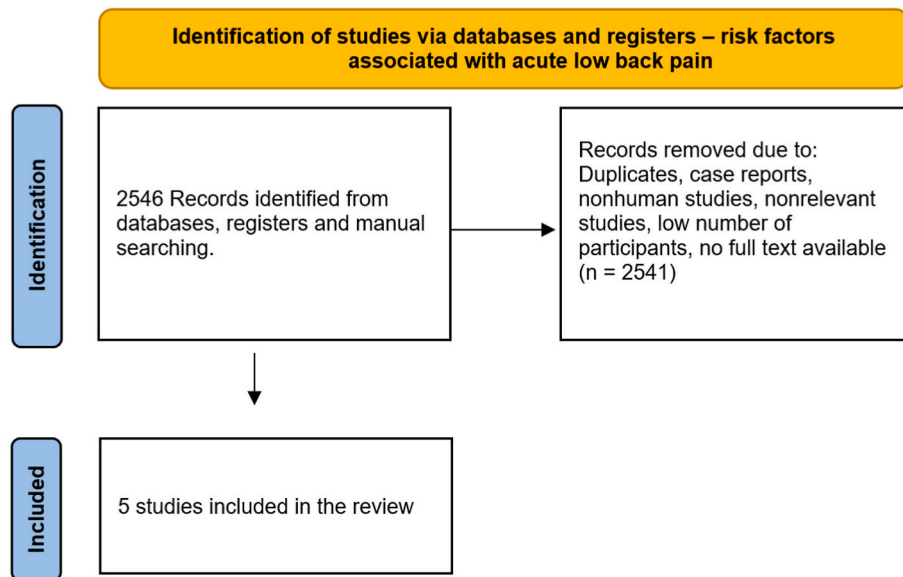 Identification of studies via databases and registers – risk factors
associated with acute low back pain
Identification
2546 Records identified from
databases, registers and manual
searching.
Records removed due to:
Duplicates, case reports,
nonhuman studies, nonrelevant
studies, low number of
participants, no full text available
(n = 2541)
Included
5 studies included in the review